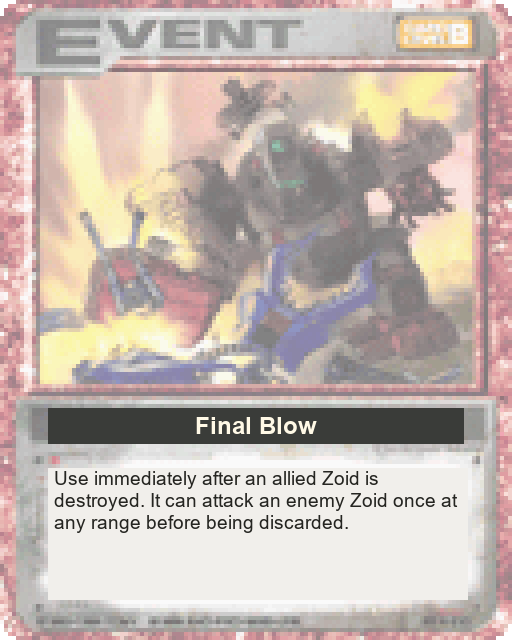 EVENT
B
Final Blow
Use immediately after an allied Zoid is
destroyed. It can attack an enemy Zoid once at
any range before being discarded.